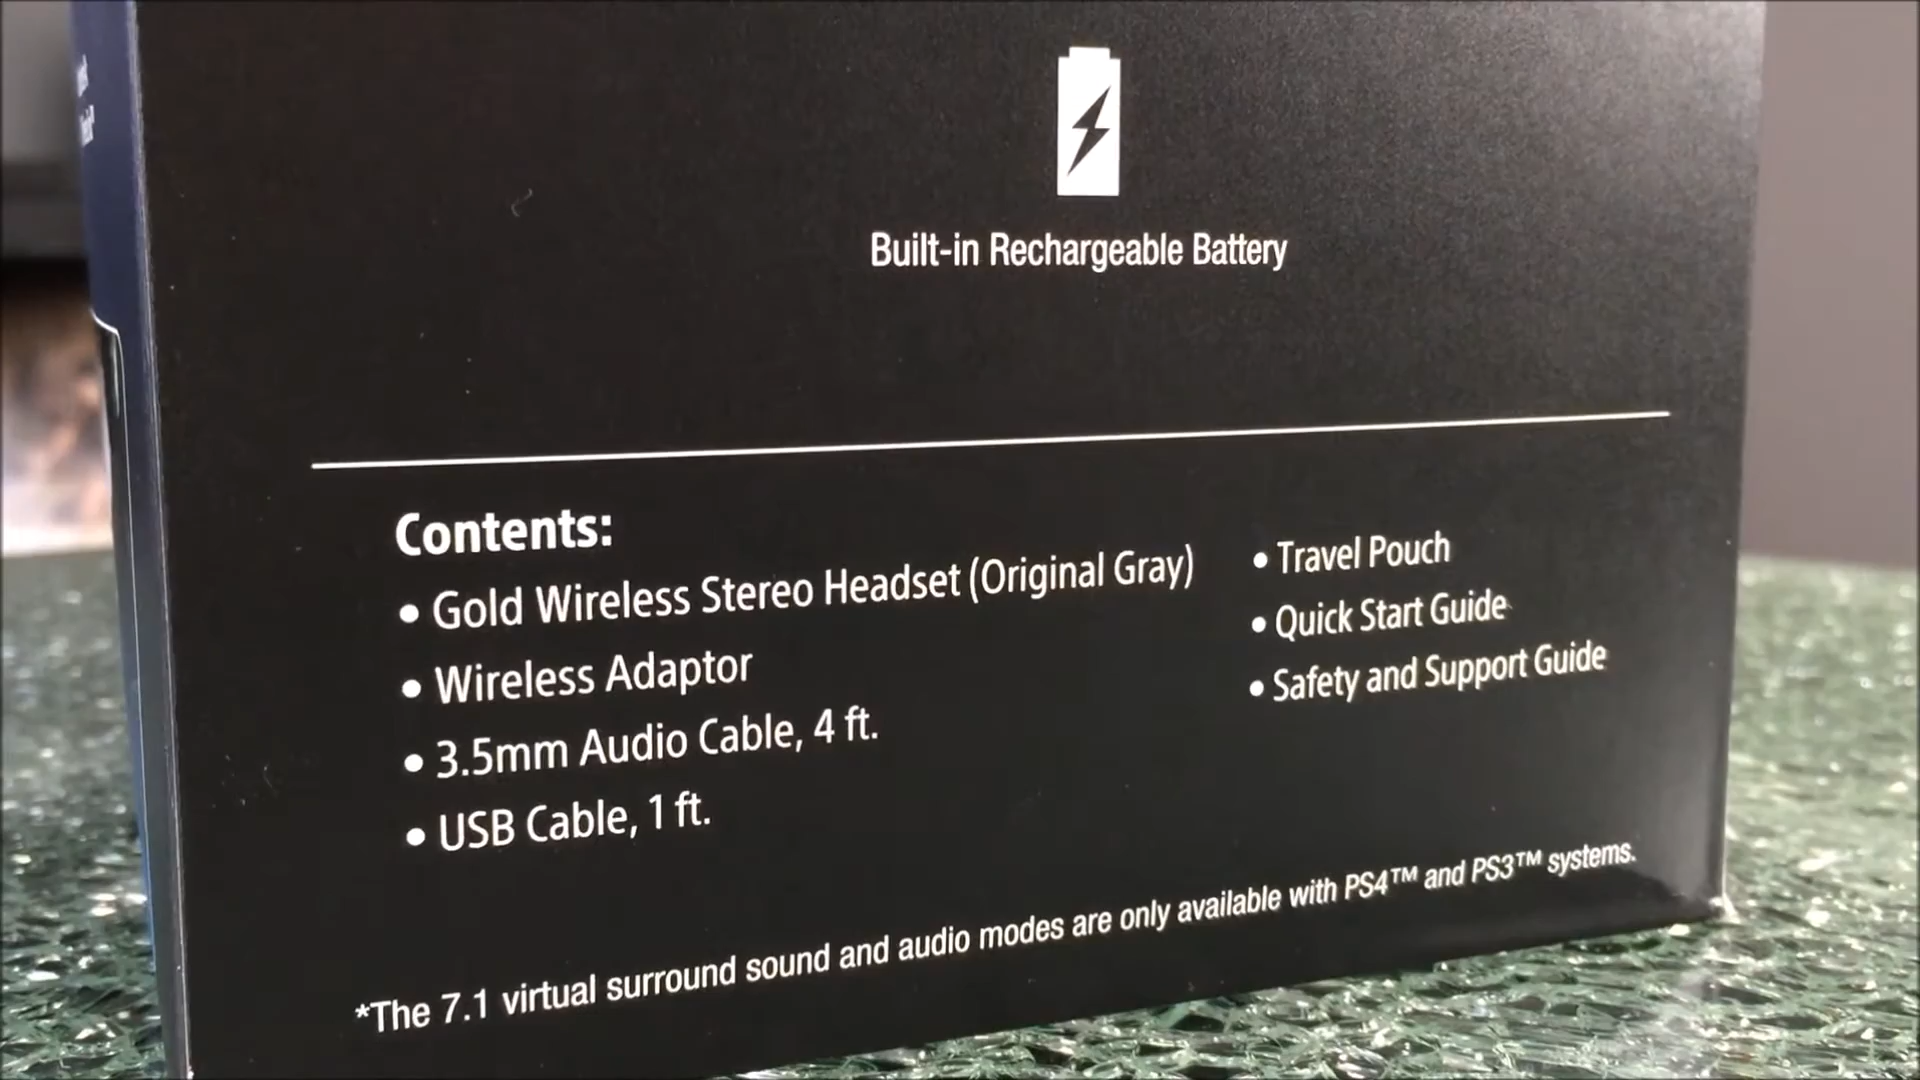 Built-in Rechargeable Battery
Contents:
• Gold Wireless Stereo Headset (Original Gray)
• Wireless Adaptor
• 3.5mm Audio Cable, 4 ft.
• USB Cable, 1 ft.
• Travel Pouch
• Quick Start Guide
• Safety and Support Guide
*The 7.1 virtual surround sound and audio modes are only available with PS4™ and PS3™ systems.